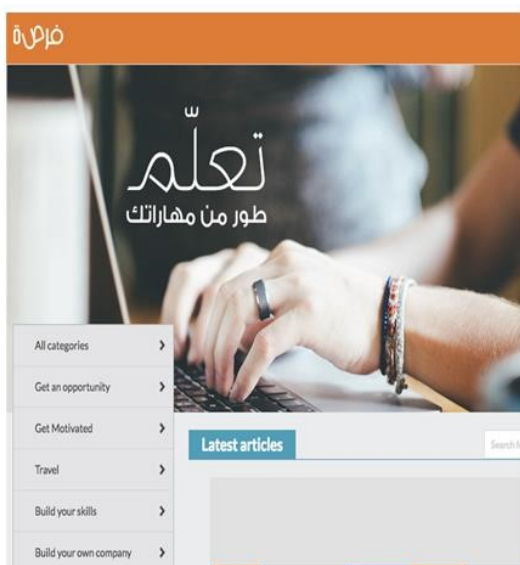 فرصة
تعلّم
طور من مهاراتك
All categories
Get an opportunity
Get Motivated
Travel
Build your skills
Build your own company
Latest articles
Search